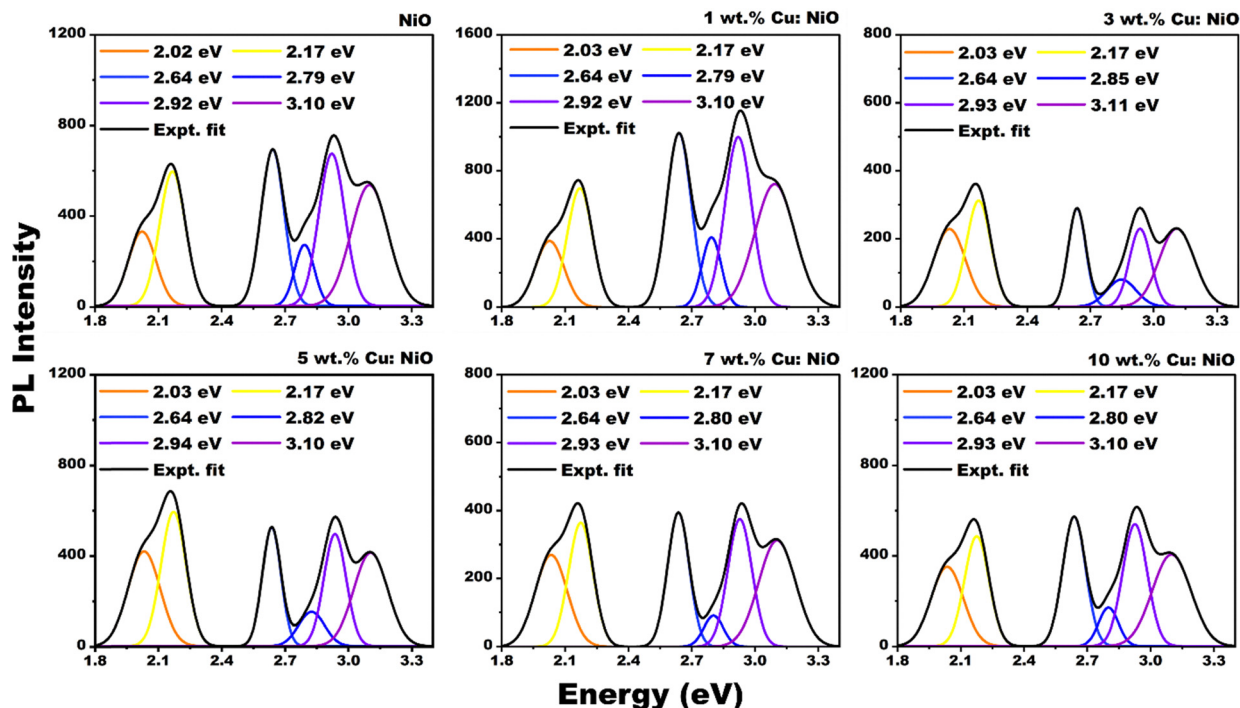 NiO
1200
800
400
0
2.02 eV 2.17 eV
2.64 eV 2.79 eV
2.92 eV 3.10 eV
Expt. fit
1.8 2.1 2.4 2.7 3.0 3.3
1 wt.% Cu: NiO
1600
1200
800
400
0
2.03 eV 2.17 eV
2.64 eV 2.79 eV
2.92 eV 3.10 eV
Expt. fit
1.8 2.1 2.4 2.7 3.0 3.3
3 wt.% Cu: NiO
800
600
400
200
0
2.03 eV 2.17 eV
2.64 eV 2.85 eV
2.93 eV 3.11 eV
Expt. fit
1.8 2.1 2.4 2.7 3.0 3.3
PL Intensity
5 wt.% Cu: NiO
1200
800
400
0
2.03 eV 2.17 eV
2.64 eV 2.82 eV
2.94 eV 3.10 eV
Expt. fit
1.8 2.1 2.4 2.7 3.0 3.3
7 wt.% Cu: NiO
800
600
400
200
0
2.03 eV 2.17 eV
2.64 eV 2.80 eV
2.93 eV 3.10 eV
Expt. fit
1.8 2.1 2.4 2.7 3.0 3.3
10 wt.% Cu: NiO
1200
800
400
0
2.03 eV 2.17 eV
2.64 eV 2.80 eV
2.93 eV 3.10 eV
Expt. fit
1.8 2.1 2.4 2.7 3.0 3.3
Energy (eV)